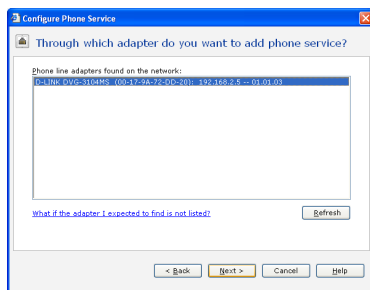 Configure Phone Service
Through which adapter do you want to add phone service?
Phone line adapters found on the network:
D-LINK DVG-3104MS (00-17-9A-72-DD-20): 192.168.2.5 -- 01.01.03
What if the adapter I expected to find is not listed?
Refresh
< Back
Next >
Cancel
Help